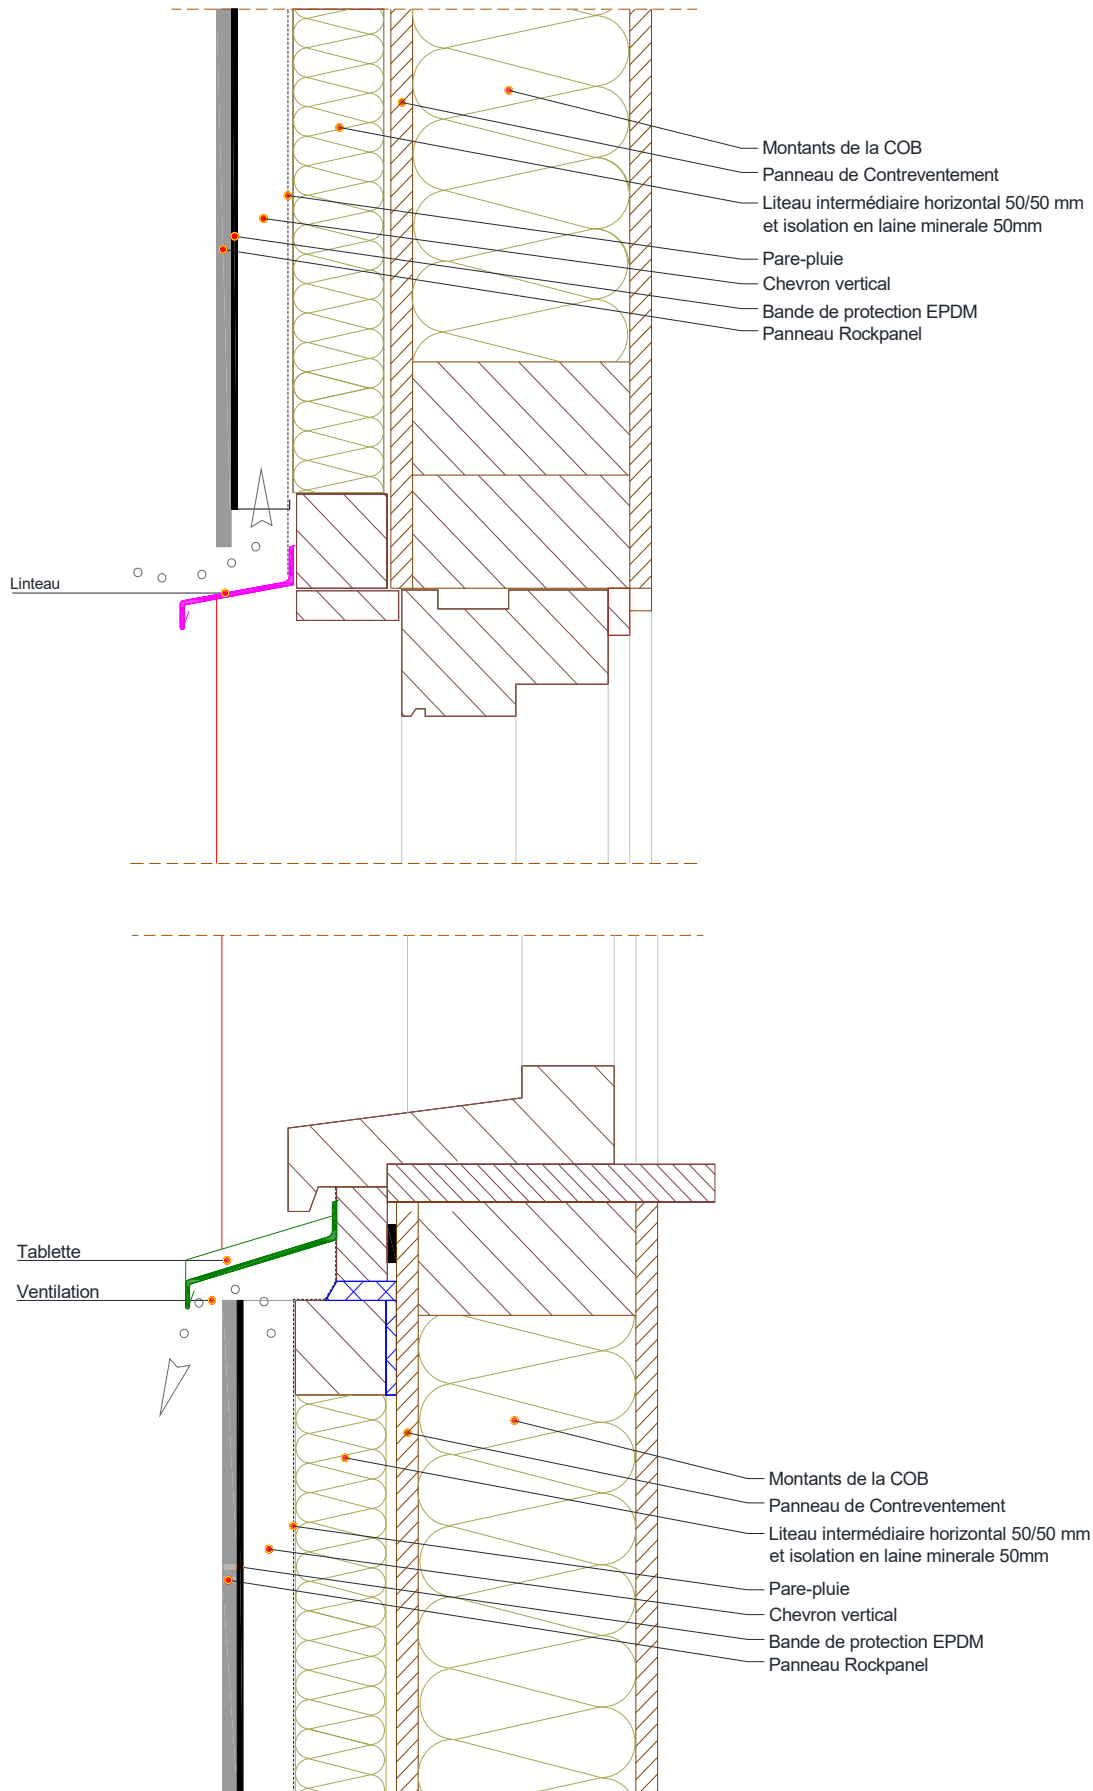 Montants de la COB
Panneau de Contreventement
Liteau intermédiaire horizontal 50/50 mm
et isolation en laine minerale 50mm
Pare-pluie
Chevron vertical
Bande de protection EPDM
Panneau Rockpanel
Linteau
Tablette
Ventilation
Montants de la COB
Panneau de Contreventement
Liteau intermédiaire horizontal 50/50 mm
et isolation en laine minerale 50mm
Pare-pluie
Chevron vertical
Bande de protection EPDM
Panneau Rockpanel